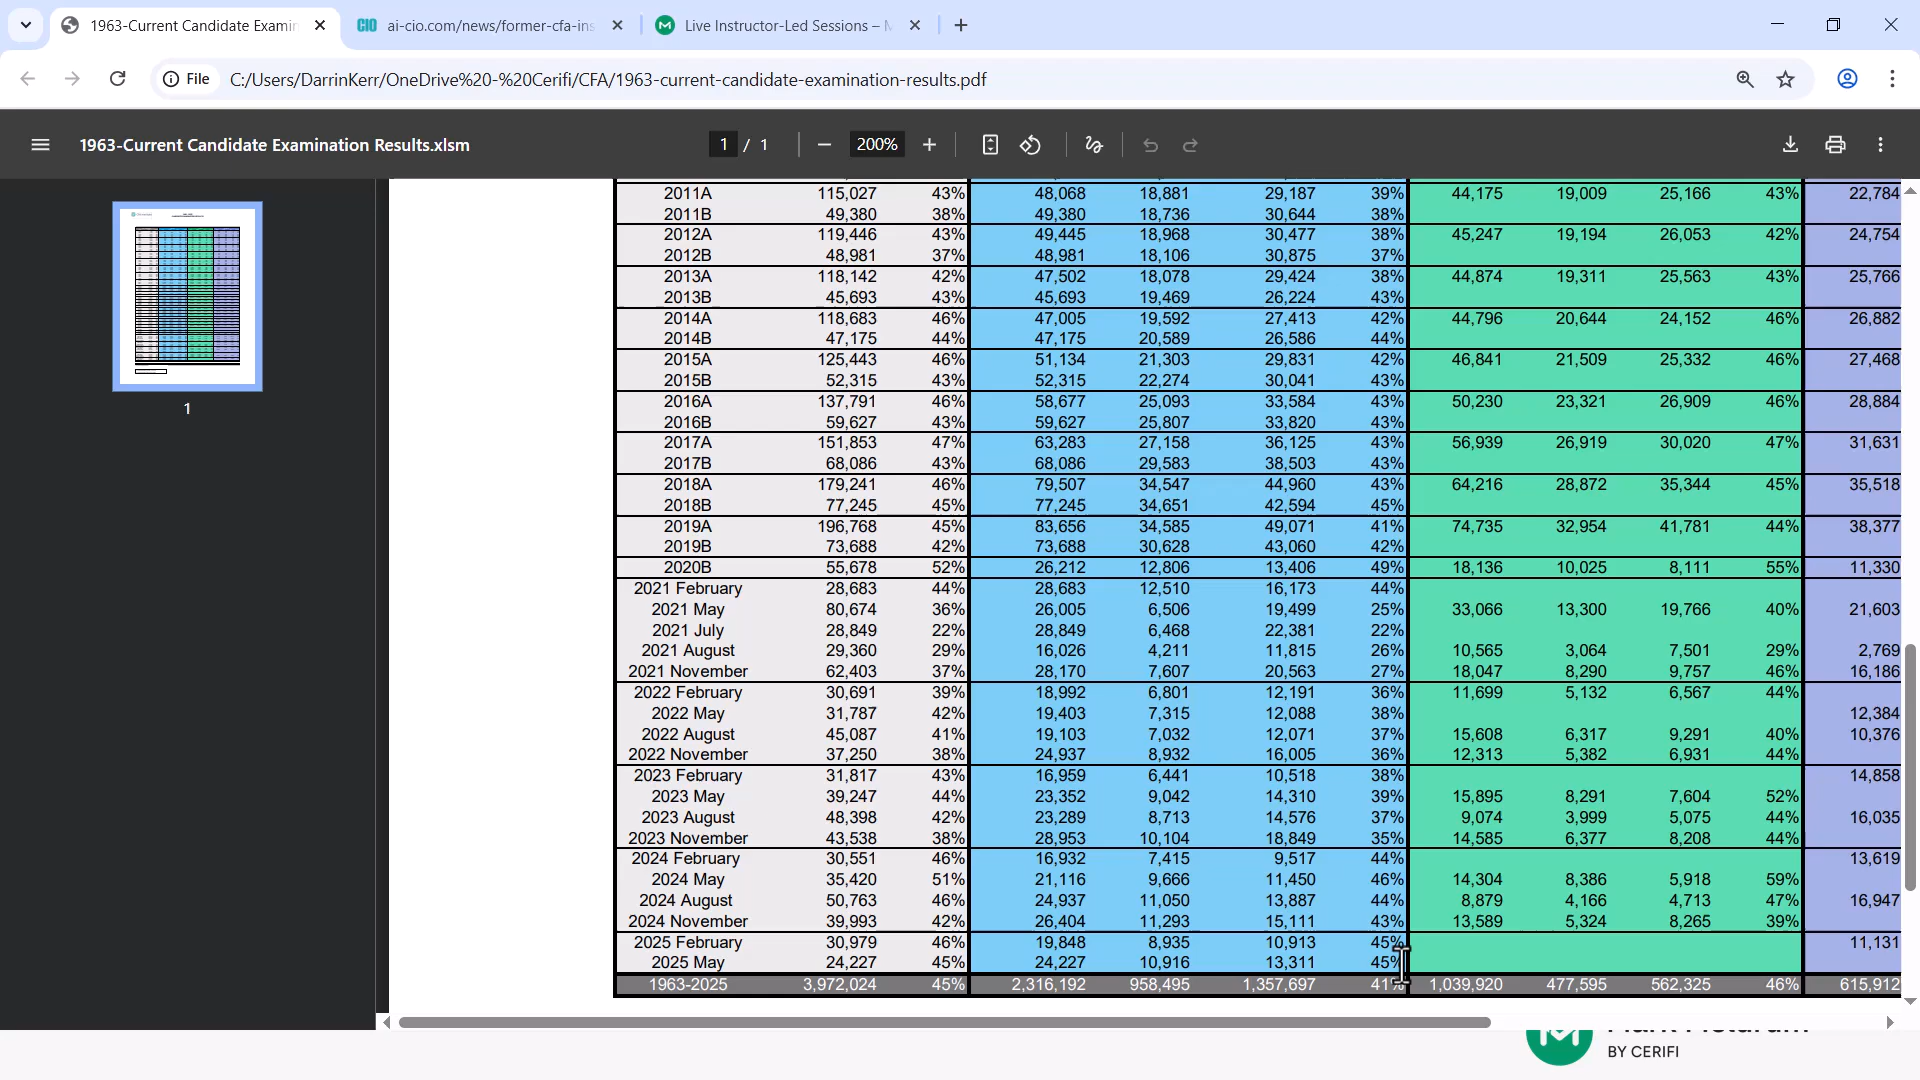 1963-Current Candidate Examin
ai-cio.com/news/former-cfa-ins
Live Instructor-Led Sessions –
File
C:/Users/DarrinKerr/OneDrive%20-%20Cerifi/CFA/1963-current-candidate-examination-results.pdf
1963-Current Candidate Examination Results.xlsm
1 / 1
200%
1
2011A 115,027 43% 48,068 18,881 29,187 39% 44,175 19,009 25,166 43% 22,784
2011B 49,380 38% 49,380 18,736 30,644 38%
2012A 119,446 43% 49,445 18,968 30,477 38% 45,247 19,194 26,053 42% 24,754
2012B 48,981 37% 48,981 18,106 30,875 37%
2013A 118,142 42% 47,502 18,078 29,424 38% 44,874 19,311 25,563 43% 25,766
2013B 45,693 43% 45,693 19,469 26,224 43%
2014A 118,683 46% 47,005 19,592 27,413 42% 44,796 20,644 24,152 46% 26,882
2014B 47,175 44% 47,175 20,589 26,586 44%
2015A 125,443 46% 51,134 21,303 29,831 42% 46,841 21,509 25,332 46% 27,468
2015B 52,315 43% 52,315 22,274 30,041 43%
2016A 137,791 46% 58,677 25,093 33,584 43% 50,230 23,321 26,909 46% 28,884
2016B 59,627 43% 59,627 25,807 33,820 43%
2017A 151,853 47% 63,283 27,158 36,125 43% 56,939 26,919 30,020 47% 31,631
2017B 68,086 43% 68,086 29,583 38,503 43%
2018A 179,241 46% 79,507 34,547 44,960 43% 64,216 28,872 35,344 45% 35,518
2018B 77,245 45% 77,245 34,651 42,594 45%
2019A 196,768 45% 83,656 34,585 49,071 41% 74,735 32,954 41,781 44% 38,377
2019B 73,688 42% 73,688 30,628 43,060 42%
2020B 55,678 52% 26,212 12,806 13,406 49% 18,136 10,025 8,111 55% 11,330
2021 February 28,683 44% 28,683 12,510 16,173 44%
2021 May 80,674 36% 26,005 6,506 19,499 25% 33,066 13,300 19,766 40% 21,603
2021 July 28,849 22% 28,849 6,468 22,381 22%
2021 August 29,360 29% 16,026 4,211 11,815 26% 10,565 3,064 7,501 29% 2,769
2021 November 62,403 37% 28,170 7,607 20,563 27% 18,047 8,290 9,757 46% 16,186
2022 February 30,691 39% 18,992 6,801 12,191 36% 11,699 5,132 6,567 44%
2022 May 31,787 42% 19,403 7,315 12,088 38% 12,384
2022 August 45,087 41% 19,103 7,032 12,071 37% 15,608 6,317 9,291 40% 10,376
2022 November 37,250 38% 24,937 8,932 16,005 36% 12,313 5,382 6,931 44%
2023 February 31,817 43% 16,959 6,441 10,518 38% 14,858
2023 May 39,247 44% 23,352 9,042 14,310 39% 15,895 8,291 7,604 52%
2023 August 48,398 42% 23,289 8,713 14,576 37% 9,074 3,999 5,075 44% 16,035
2023 November 43,538 38% 28,953 10,104 18,849 35% 14,585 6,377 8,208 44%
2024 February 30,551 46% 16,932 7,415 9,517 44% 13,619
2024 May 35,420 51% 21,116 9,666 11,450 46% 14,304 8,386 5,918 59%
2024 August 50,763 46% 24,937 11,050 13,887 44% 8,879 4,166 4,713 47% 16,947
2024 November 39,993 42% 26,404 11,293 15,111 43% 13,589 5,324 8,265 39%
2025 February 30,979 46% 19,848 8,935 10,913 45% 11,131
2025 May 24,227 45% 24,227 10,916 13,311 45%
1963-2025 3,972,024 45% 2,316,192 958,495 1,357,697 41% 1,039,920 477,595 562,325 46% 615,912
BY CERIFI